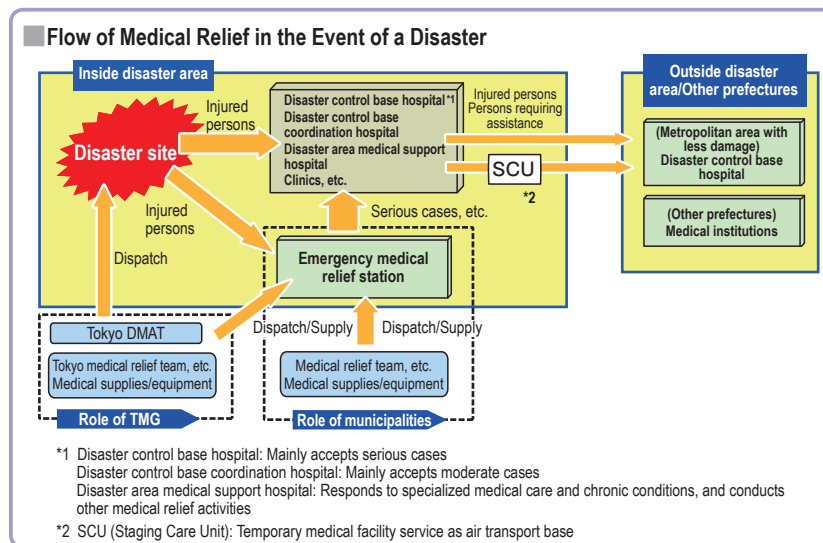 Flow of Medical Relief in the Event of a Disaster
Inside disaster area
Outside disaster
area/Other prefectures
Disaster site
Injured
persons
Disaster control base hospital*1
Disaster control base
coordination hospital
Disaster area medical support
hospital
Clinics, etc.
Injured persons
Persons requiring
assistance
SCU
*2
(Metropolitan area with
less damage)
Disaster control base
hospital
(Other prefectures)
Medical institutions
Injured
persons
Serious cases, etc.
Dispatch
Emergency medical
relief station
Dispatch/Supply
Dispatch/Supply
Tokyo DMAT
Tokyo medical relief team, etc.
Medical supplies/equipment
Role of TMG
Medical relief team, etc.
Medical supplies/equipment
Role of municipalities
*1 Disaster control base hospital: Mainly accepts serious cases
Disaster control base coordination hospital: Mainly accepts moderate cases
Disaster area medical support hospital: Responds to specialized medical care and chronic conditions, and conducts
other medical relief activities
*2 SCU (Staging Care Unit): Temporary medical facility service as air transport base